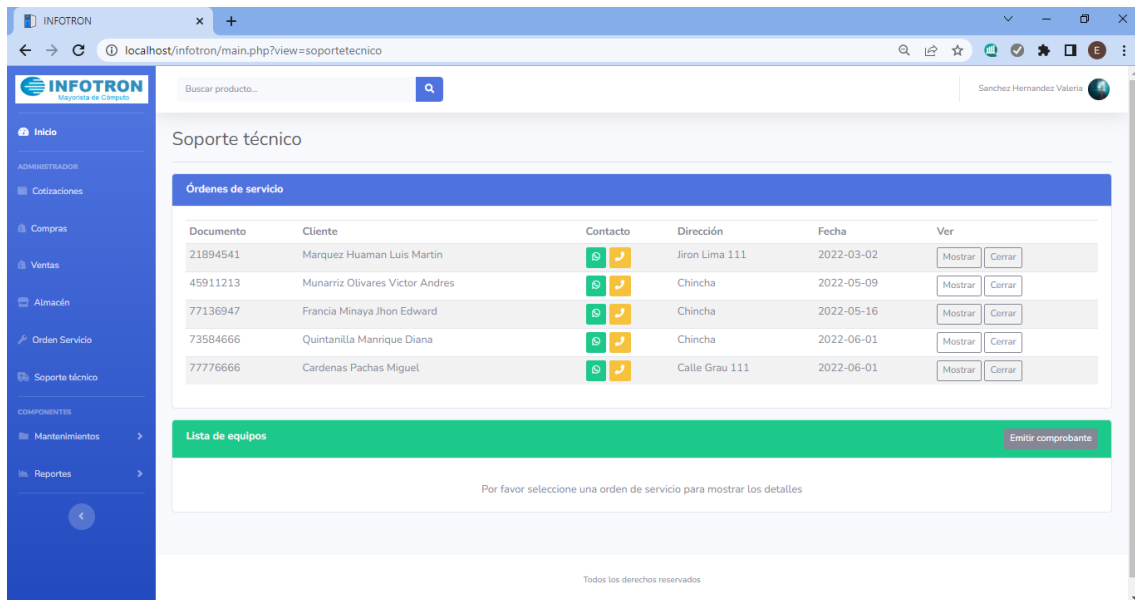 INFOTRON
localhost/infotron/main.php?view=soportetecnico
E
INFOTRON
Mayorista de Cómputo
Buscar producto...
Sanchez Hernandez Valeria
Inicio
ADMINISTRADOR
Cotizaciones
Compras
Ventas
Almacén
Orden Servicio
Soporte técnico
COMPONENTES
Mantenimientos
Reportes
Soporte técnico
Órdenes de servicio
Documento Cliente Contacto Dirección Fecha Ver
21894541 Marquez Huaman Luis Martin Jiron Lima 111 2022-03-02 Mostrar Cerrar
45911213 Munarriz Olivares Victor Andres Chincha 2022-05-09 Mostrar Cerrar
77136947 Francia Minaya Jhon Edward Chincha 2022-05-16 Mostrar Cerrar
73584666 Quintanilla Manrique Diana Chincha 2022-06-01 Mostrar Cerrar
77776666 Cardenas Pachas Miguel Calle Grau 111 2022-06-01 Mostrar Cerrar
Lista de equipos Emitir comprobante
Por favor seleccione una orden de servicio para mostrar los detalles
Todos los derechos reservados